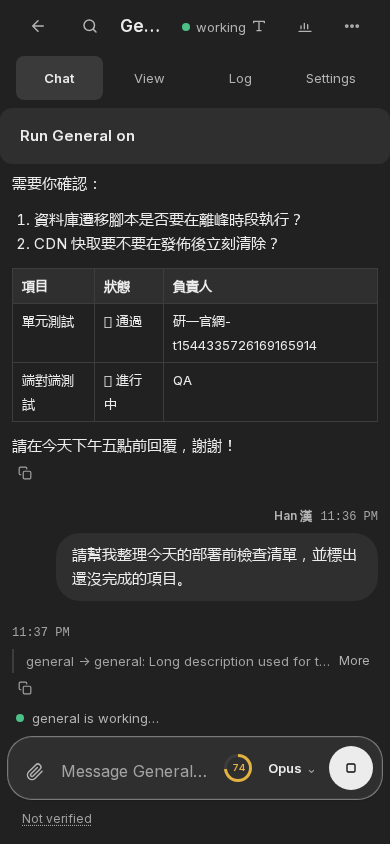 Ge...
working
Chat
View
Log
Settings
Run General on
需要你確認：
1. 資料庫遷移腳本是否要在離峰時段執行？
2. CDN 快取要不要在發佈後立刻清除？
項目 狀態 負責人
單元測試 通過 研一官網-
t1544335726169165914
端對端測 進行 QA
試 中
請在今天下午五點前回覆，謝謝！
Han 漢 11:36 PM
請幫我整理今天的部署前檢查清單，並標出
還沒完成的項目。
11:37 PM
general → general: Long description used for t... More
general is working...
Message General... 74 Opus
Not verified